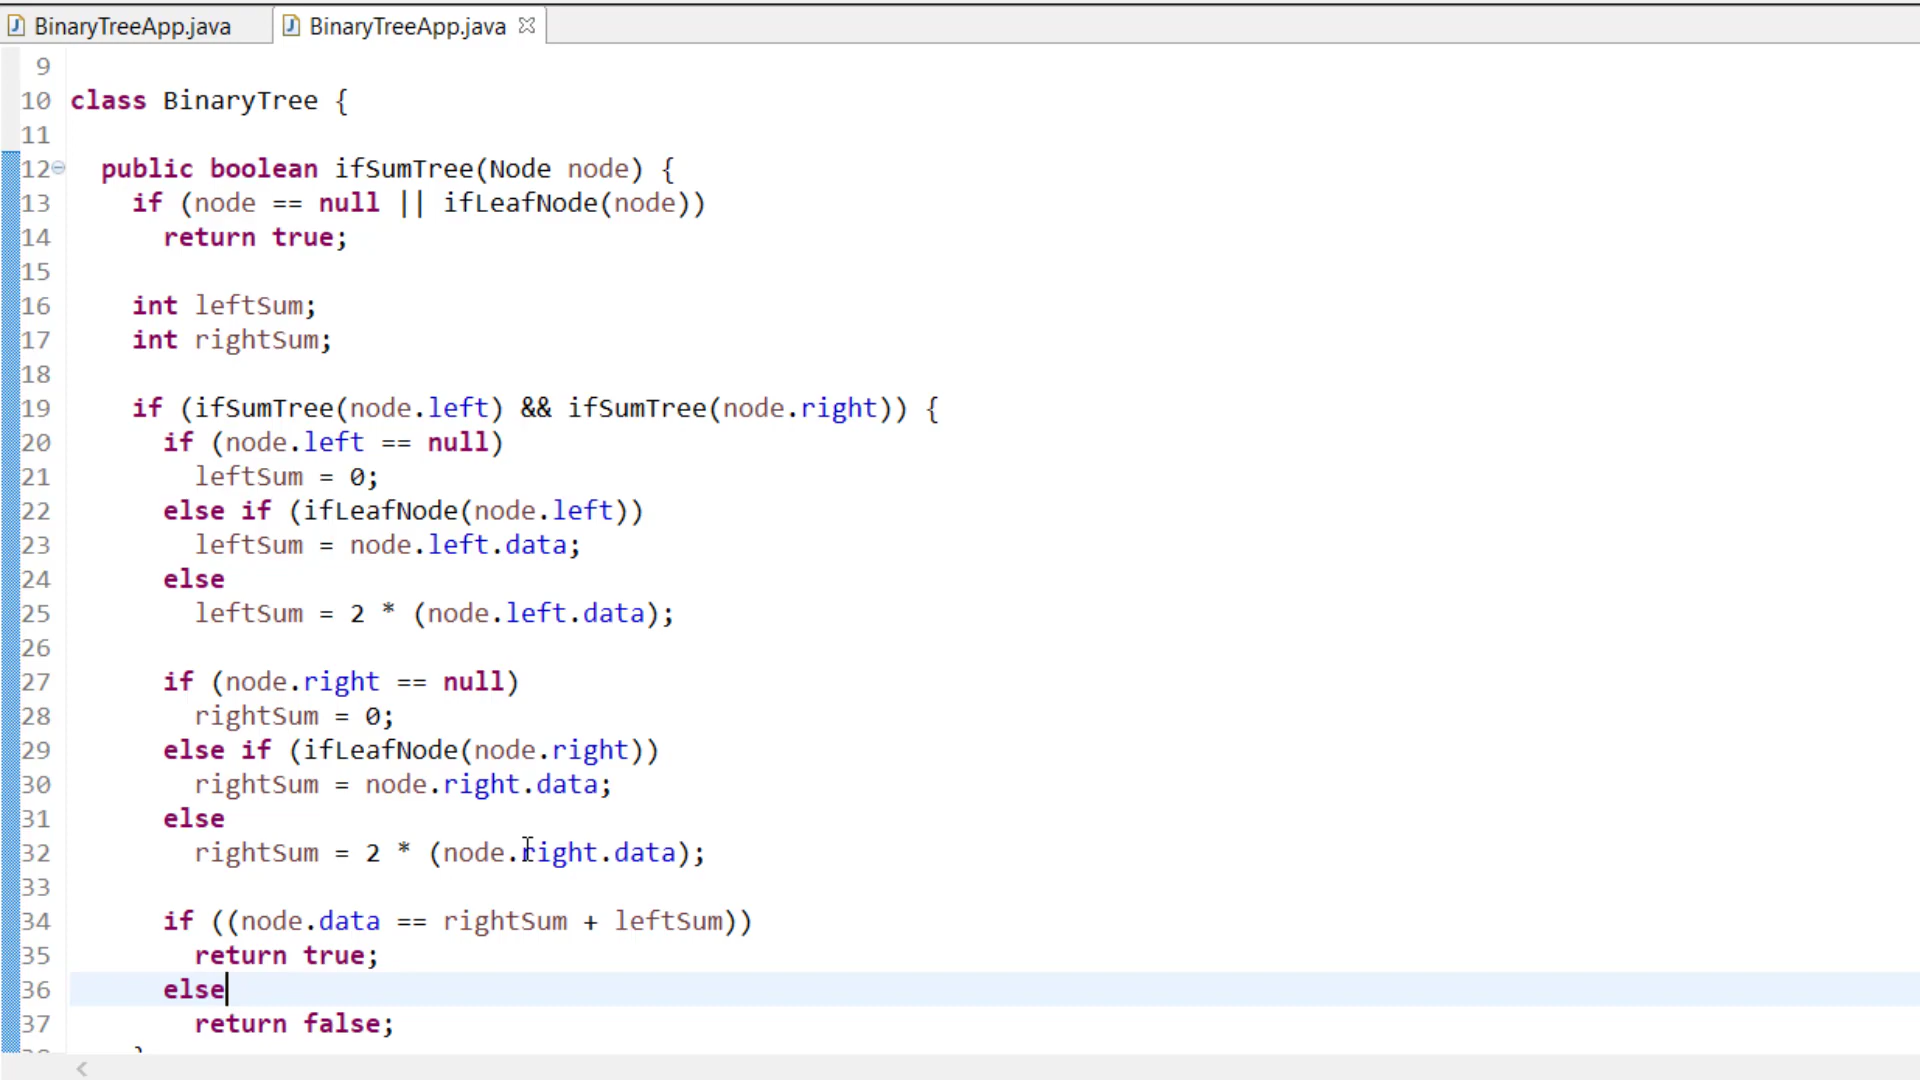 BinaryTreeApp.java BinaryTreeApp.java
9
10 class BinaryTree {
11
12 public boolean ifSumTree(Node node) {
13 if (node == null || ifLeafNode(node))
14 return true;
15
16 int leftSum;
17 int rightSum;
18
19 if (ifSumTree(node.left) && ifSumTree(node.right)) {
20 if (node.left == null)
21 leftSum = 0;
22 else if (ifLeafNode(node.left))
23 leftSum = node.left.data;
24 else
25 leftSum = 2 * (node.left.data);
26
27 if (node.right == null)
28 rightSum = 0;
29 else if (ifLeafNode(node.right))
30 rightSum = node.right.data;
31 else
32 rightSum = 2 * (node.right.data);
33
34 if ((node.data == rightSum + leftSum))
35 return true;
36 else
37 return false;